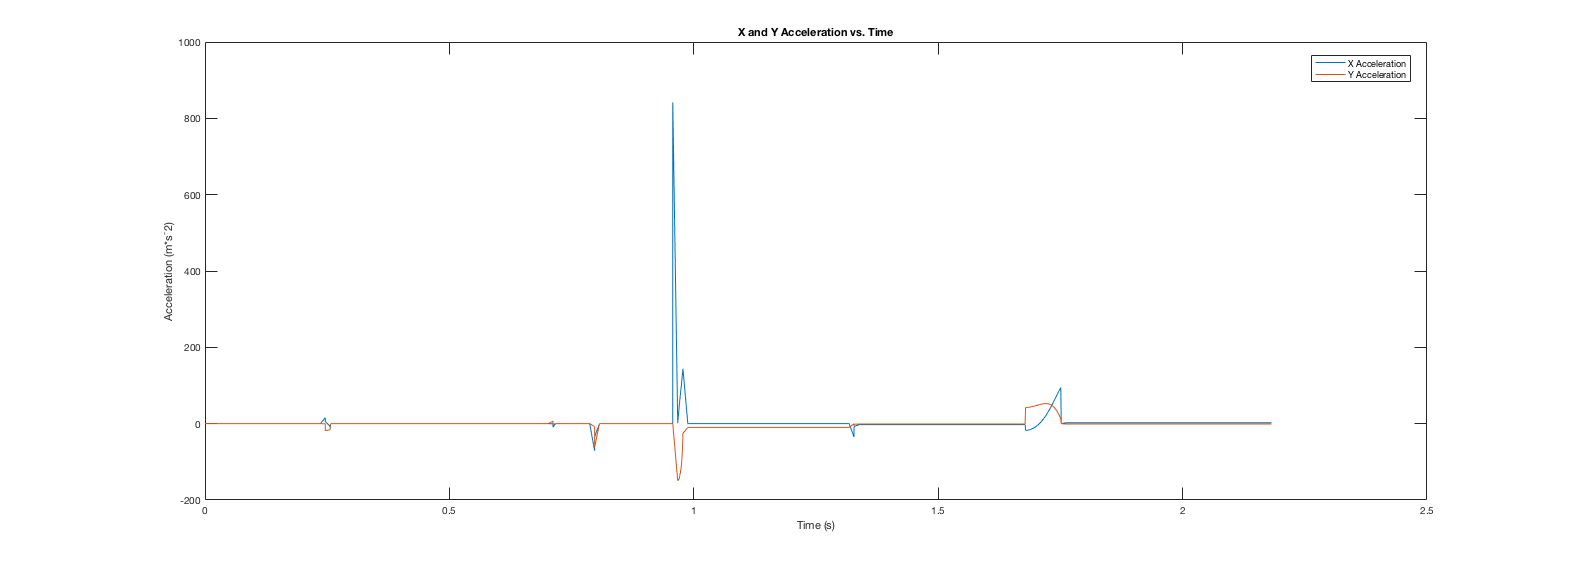 X and Y Acceleration vs. Time
1000
800
600
400
200
0
-200
Acceleration (m*s^2)
X Acceleration
Y Acceleration
0
0.5
1
1.5
2
2.5
Time (s)